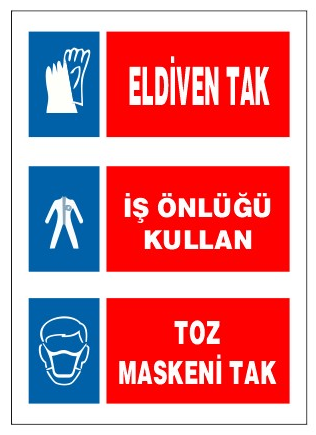 ELDİVEN TAK
İŞ ÖNLÜĞÜ
KULLAN
TOZ
MASKENİ TAK